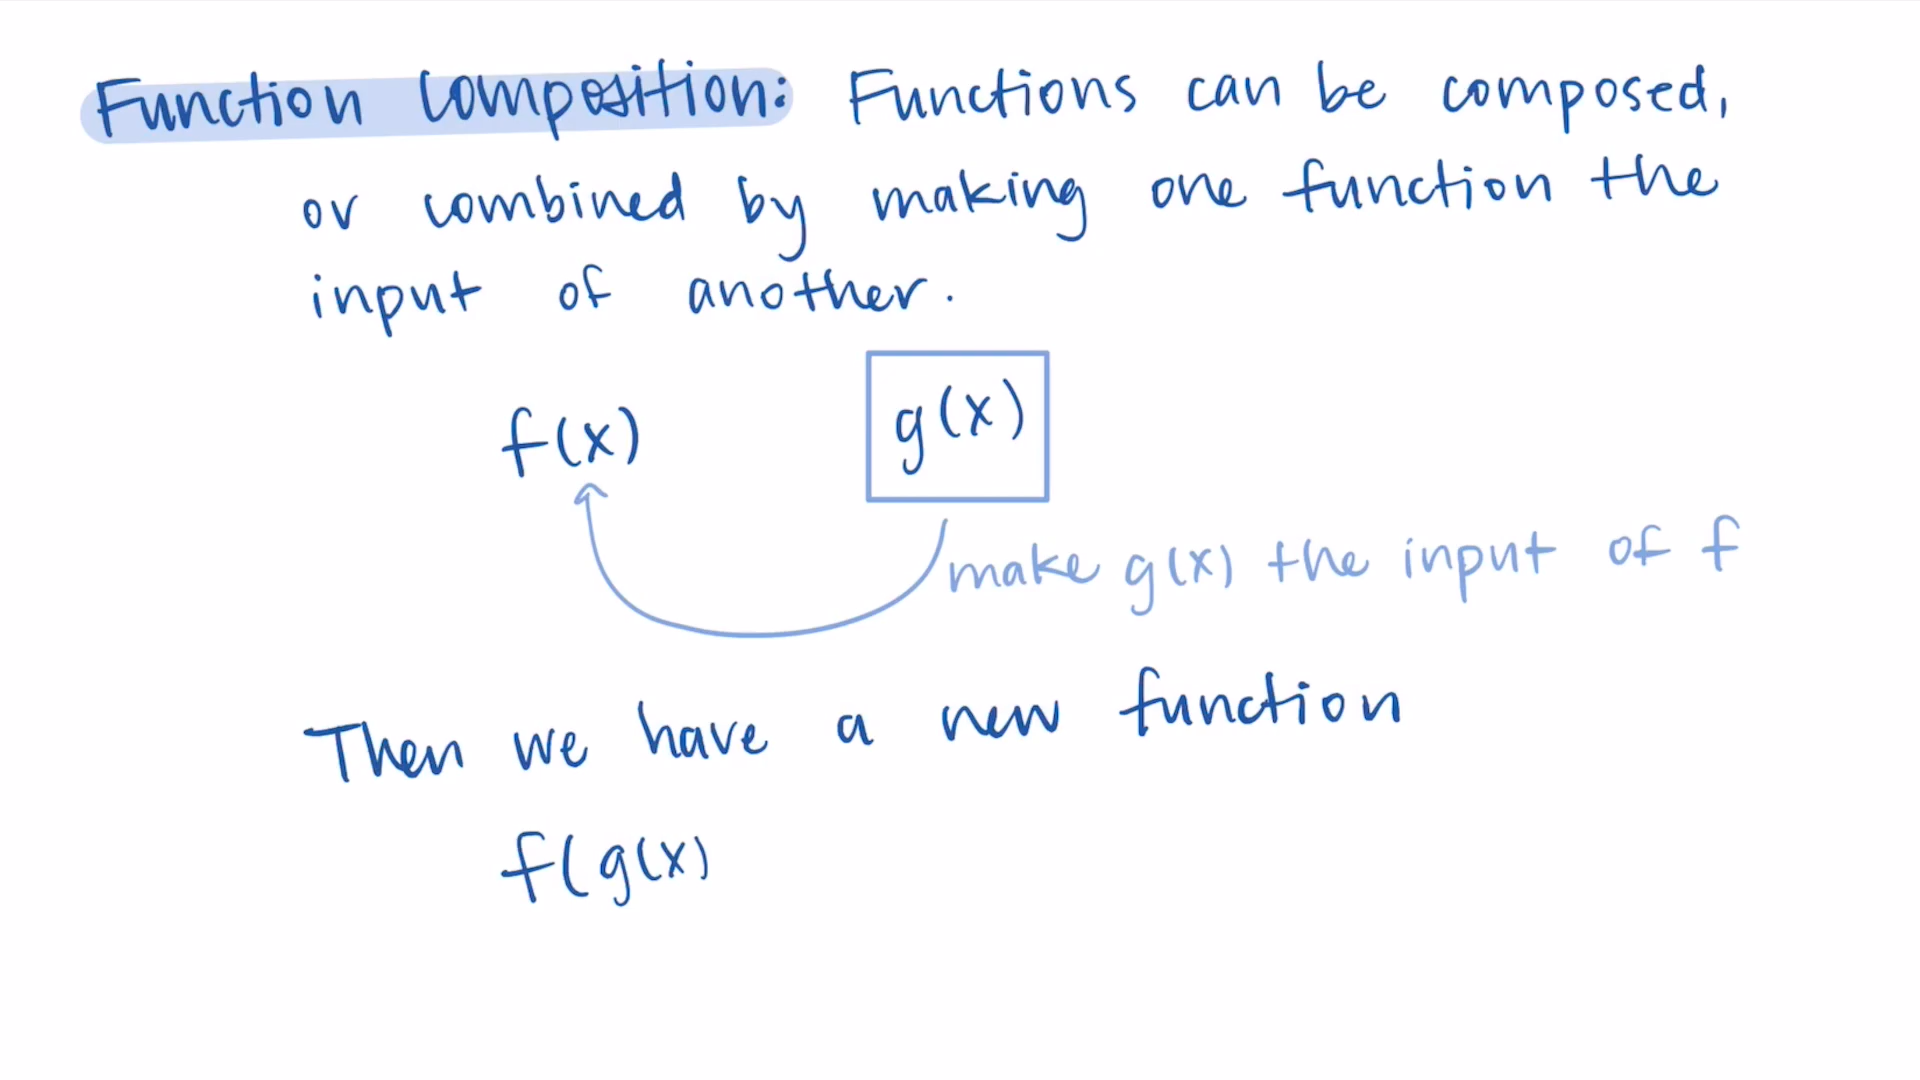 Function Composition: Functions can be composed,
or combined by making one function the
input of another.
f(x) g(x)
make g(x) the input of f
Then we have a new function
f(g(x)